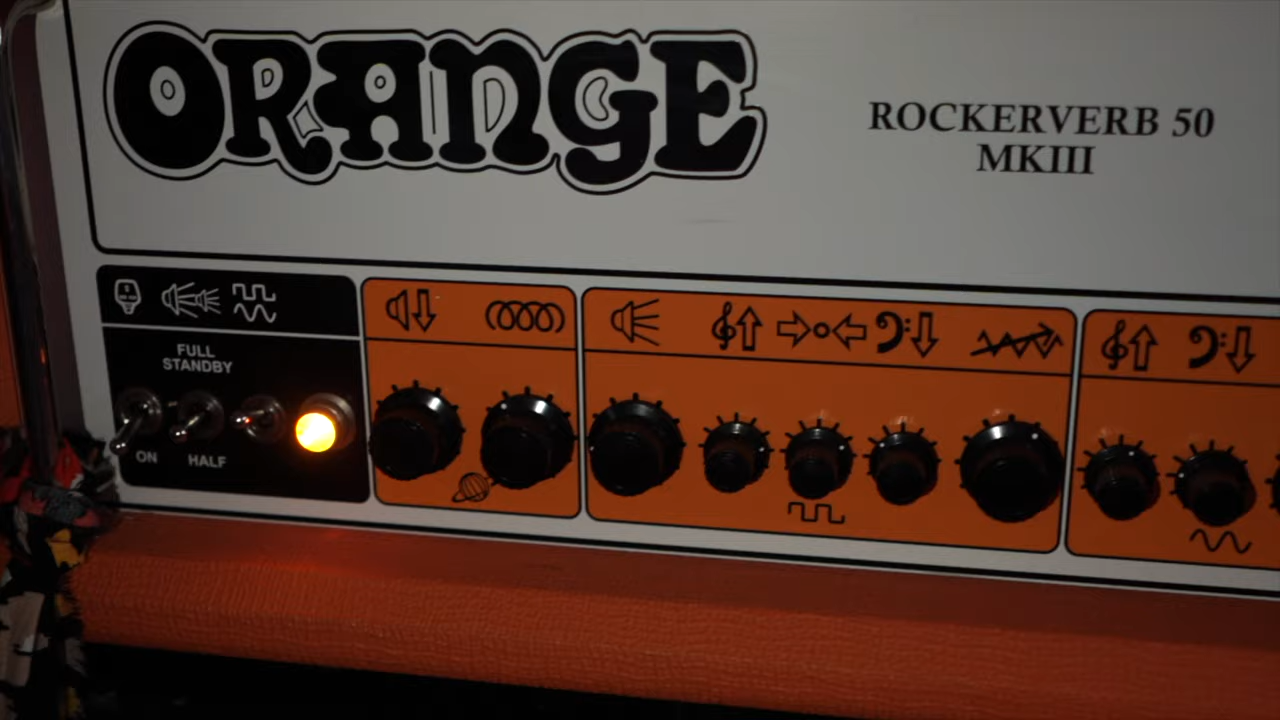 ORANGE
ROCKERVERB 50
MKIII
FULL
STANDBY
ON
HALF